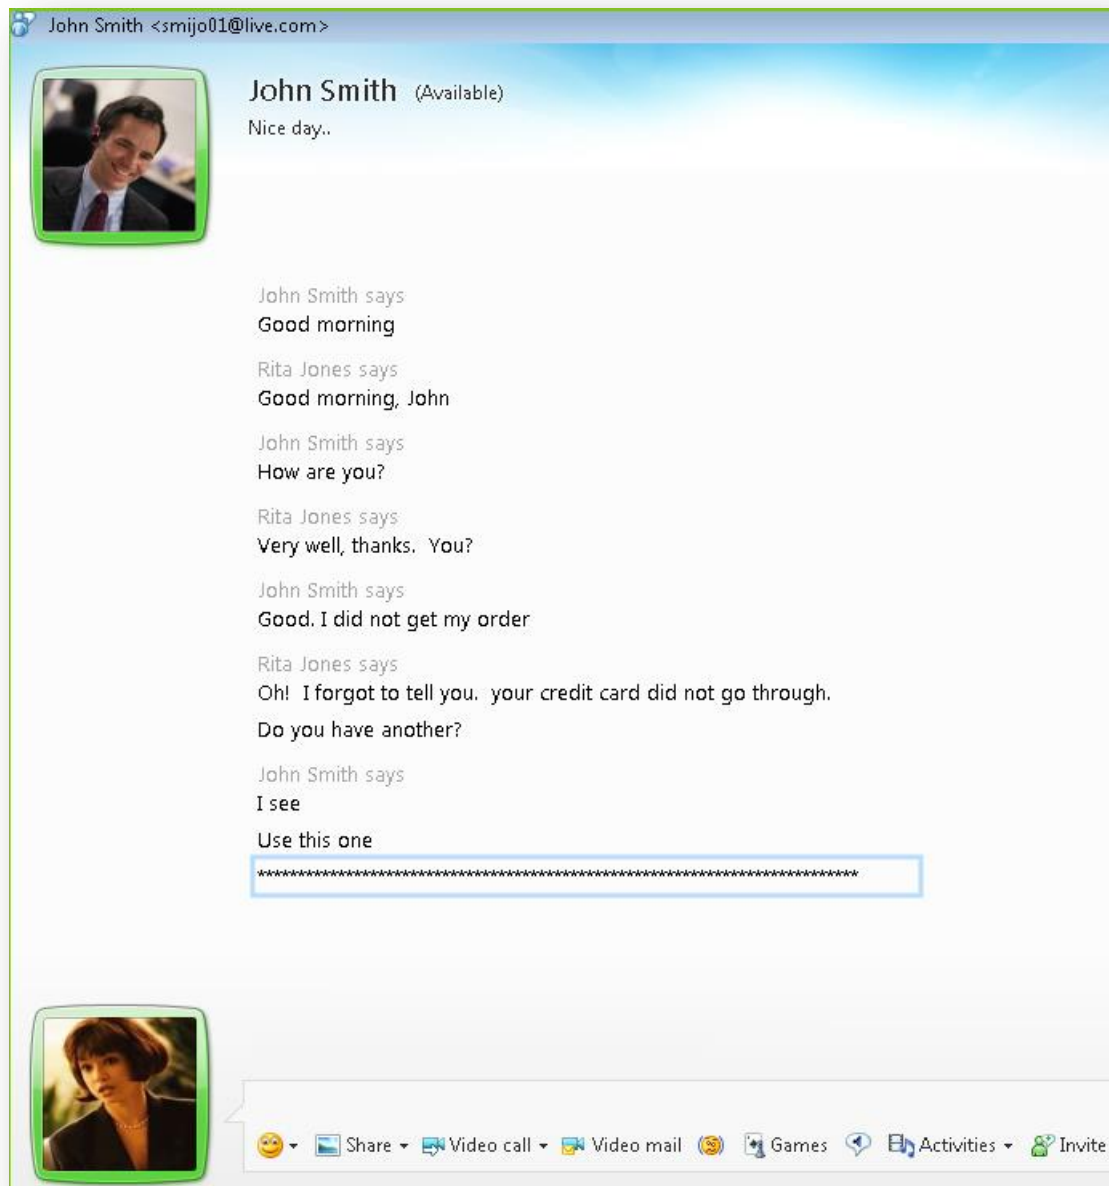 John Smith <smijo01@live.com>
John Smith (Available)
Nice day..
John Smith says
Good morning
Rita Jones says
Good morning, John
John Smith says
How are you?
Rita Jones says
Very well, thanks.  You?
John Smith says
Good. I did not get my order
Rita Jones says
Oh!  I forgot to tell you.  your credit card did not go through.
Do you have another?
John Smith says
I see
Use this one
***************************************************************************
Share Video call Video mail Games Activities Invite